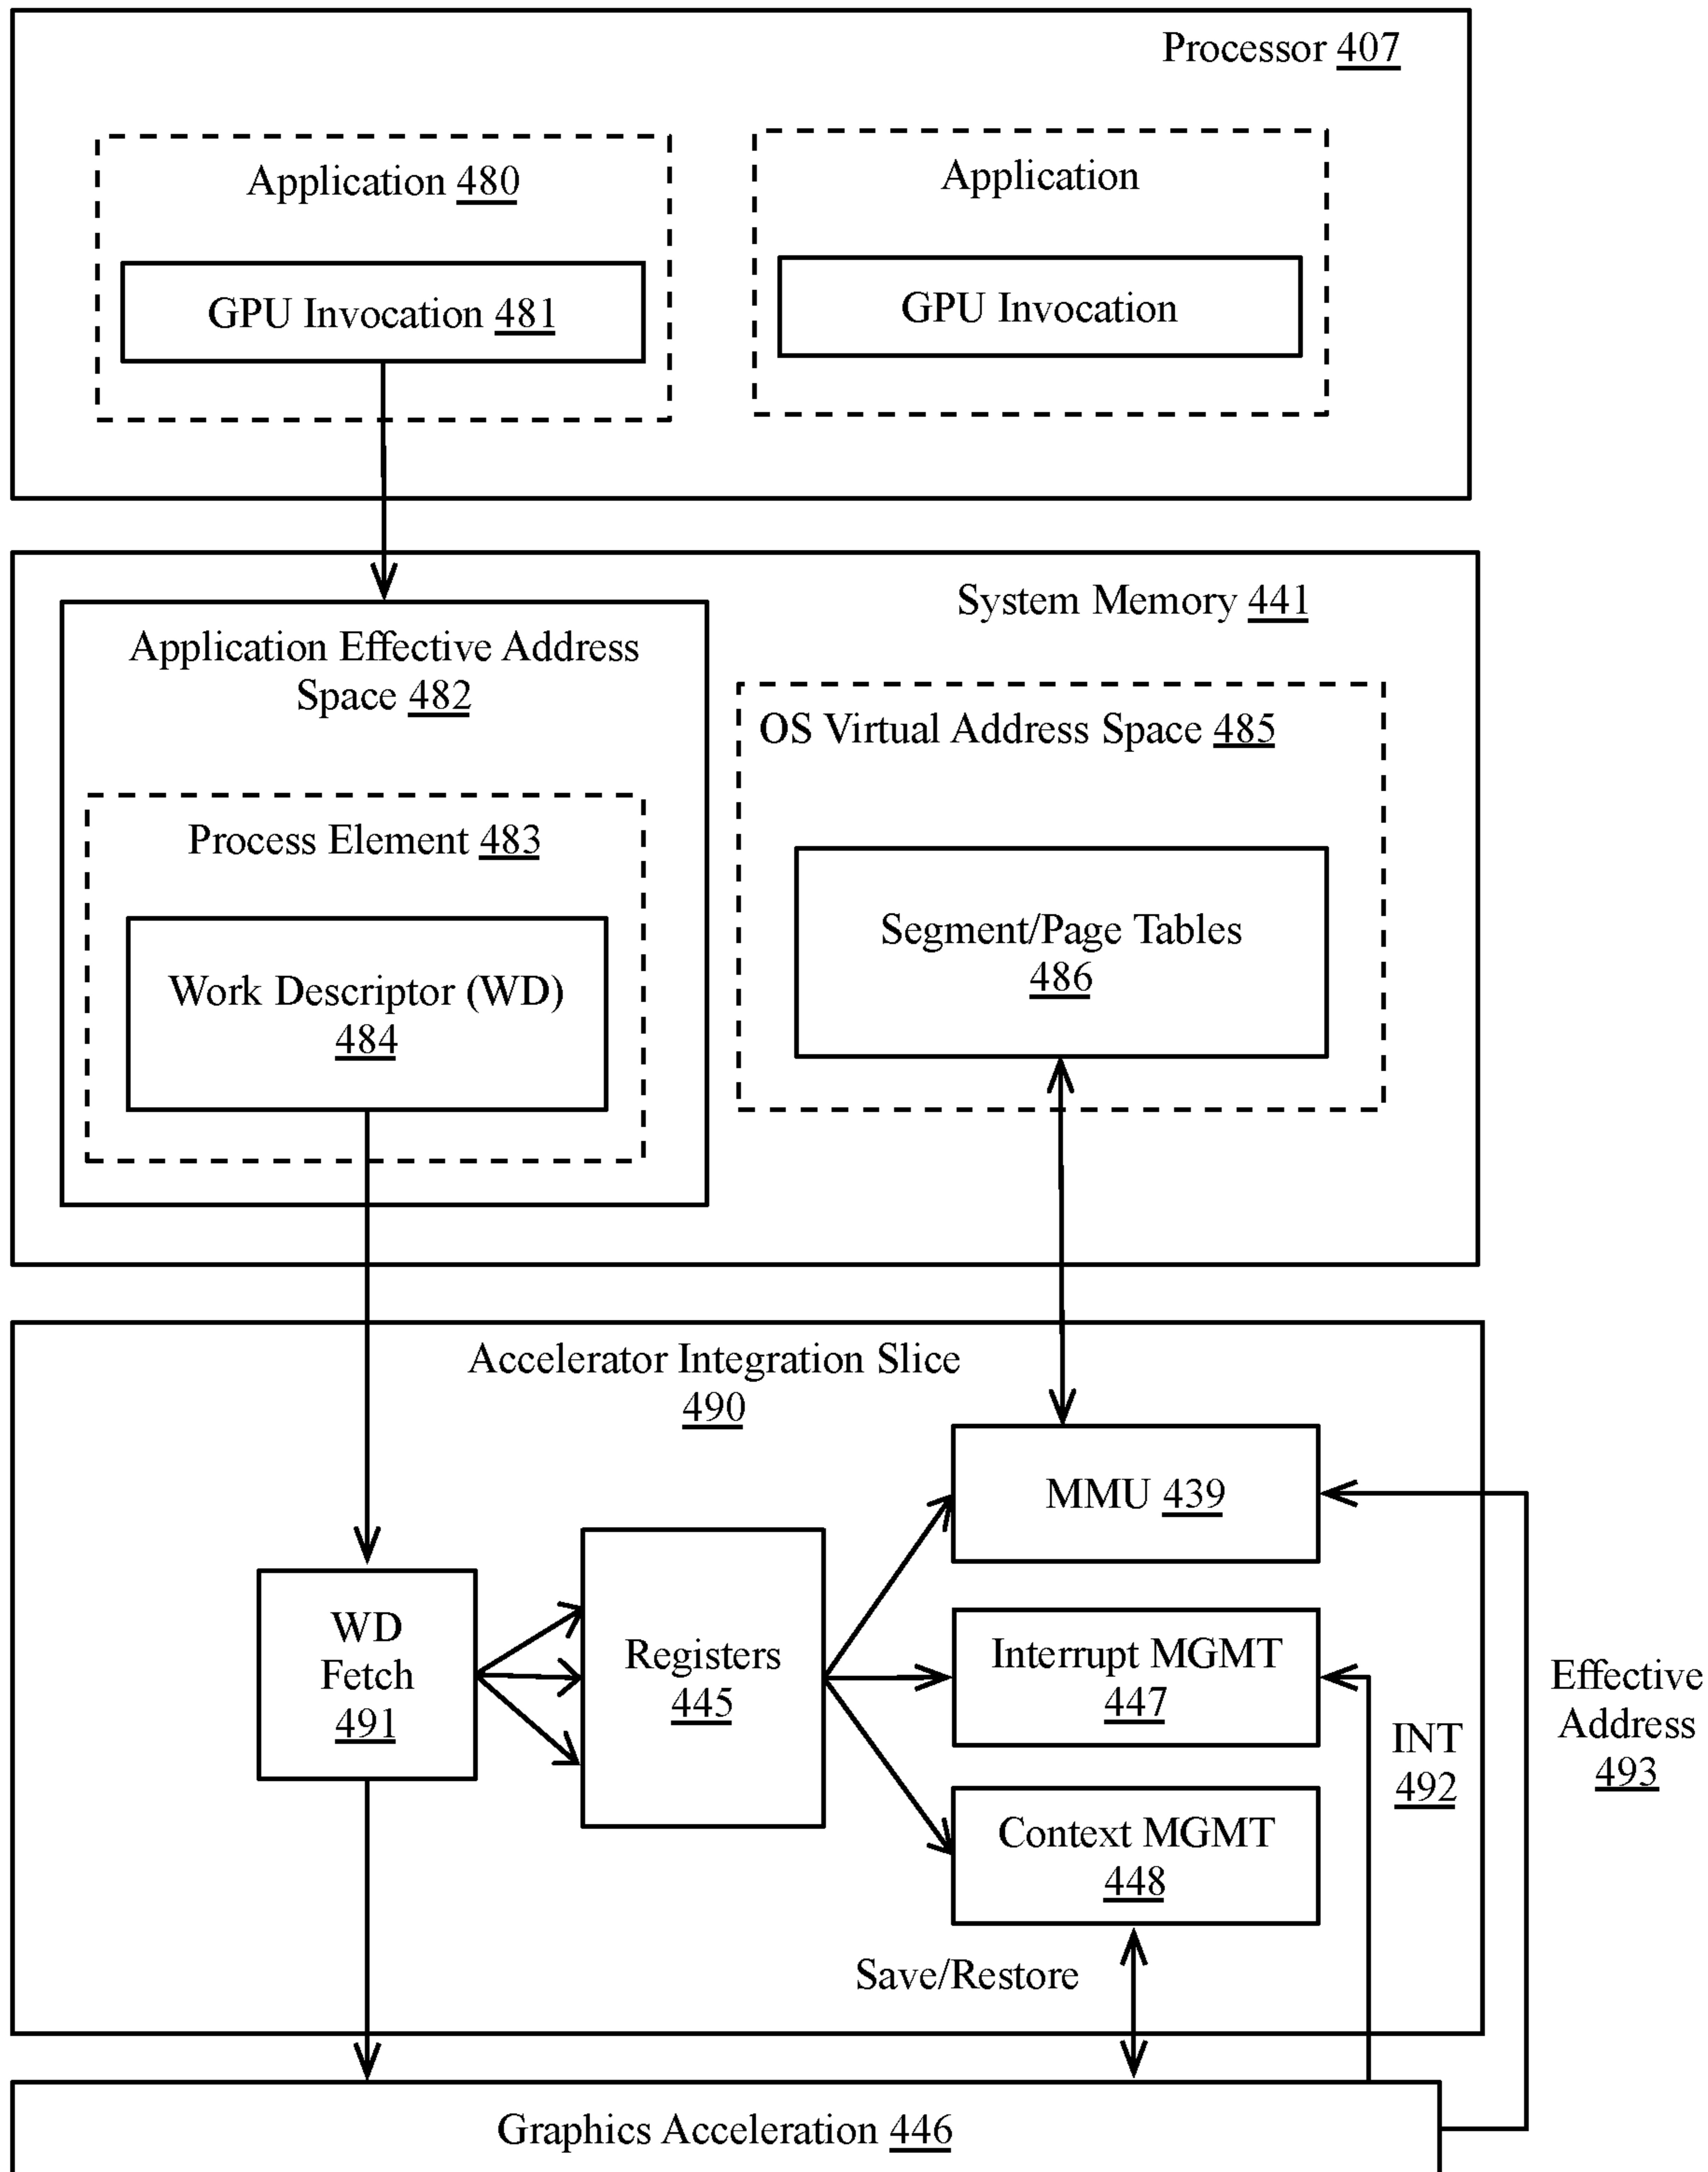 Processor 407
Application 480
Application
GPU Invocation 481
GPU Invocation
System Memory 441
Application Effective Address
Space 482
OS Virtual Address Space 485
Process Element 483
Segment/Page Tables
486
Work Descriptor (WD)
484
Accelerator Integration Slice
490
MMU 439
WD
Fetch
491
Registers
445
Interrupt MGMT
447
Effective
Address
493
INT
492
Context MGMT
448
Save/Restore
Graphics Acceleration 446